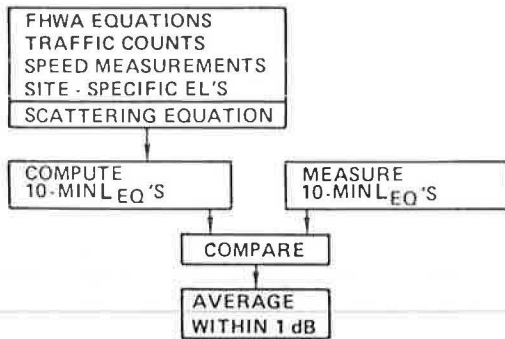 FHWA EQUATIONS
TRAFFIC COUNTS
SPEED MEASUREMENTS
SITE - SPECIFIC EL'S
SCATTERING EQUATION
COMPUTE
10-MIN LEQ'S
MEASURE
10-MIN LEQ'S
COMPARE
AVERAGE
WITHIN 1 dB